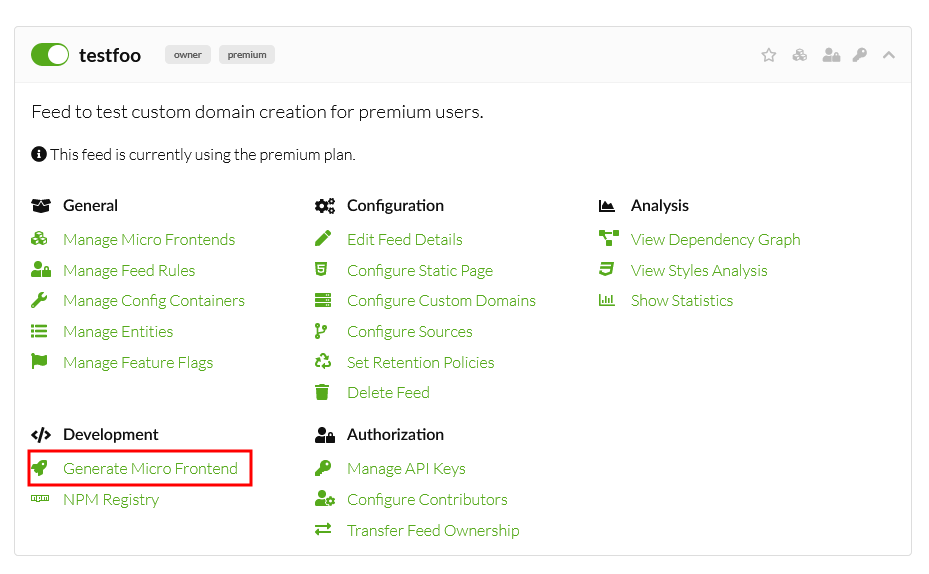 testfoo owner premium
Feed to test custom domain creation for premium users.
This feed is currently using the premium plan.
General
Manage Micro Frontends
Manage Feed Rules
Manage Config Containers
Manage Entities
Manage Feature Flags
Configuration
Edit Feed Details
Configure Static Page
Configure Custom Domains
Configure Sources
Set Retention Policies
Delete Feed
Analysis
View Dependency Graph
View Styles Analysis
Show Statistics
Development
Generate Micro Frontend
NPM Registry
Authorization
Manage API Keys
Configure Contributors
Transfer Feed Ownership